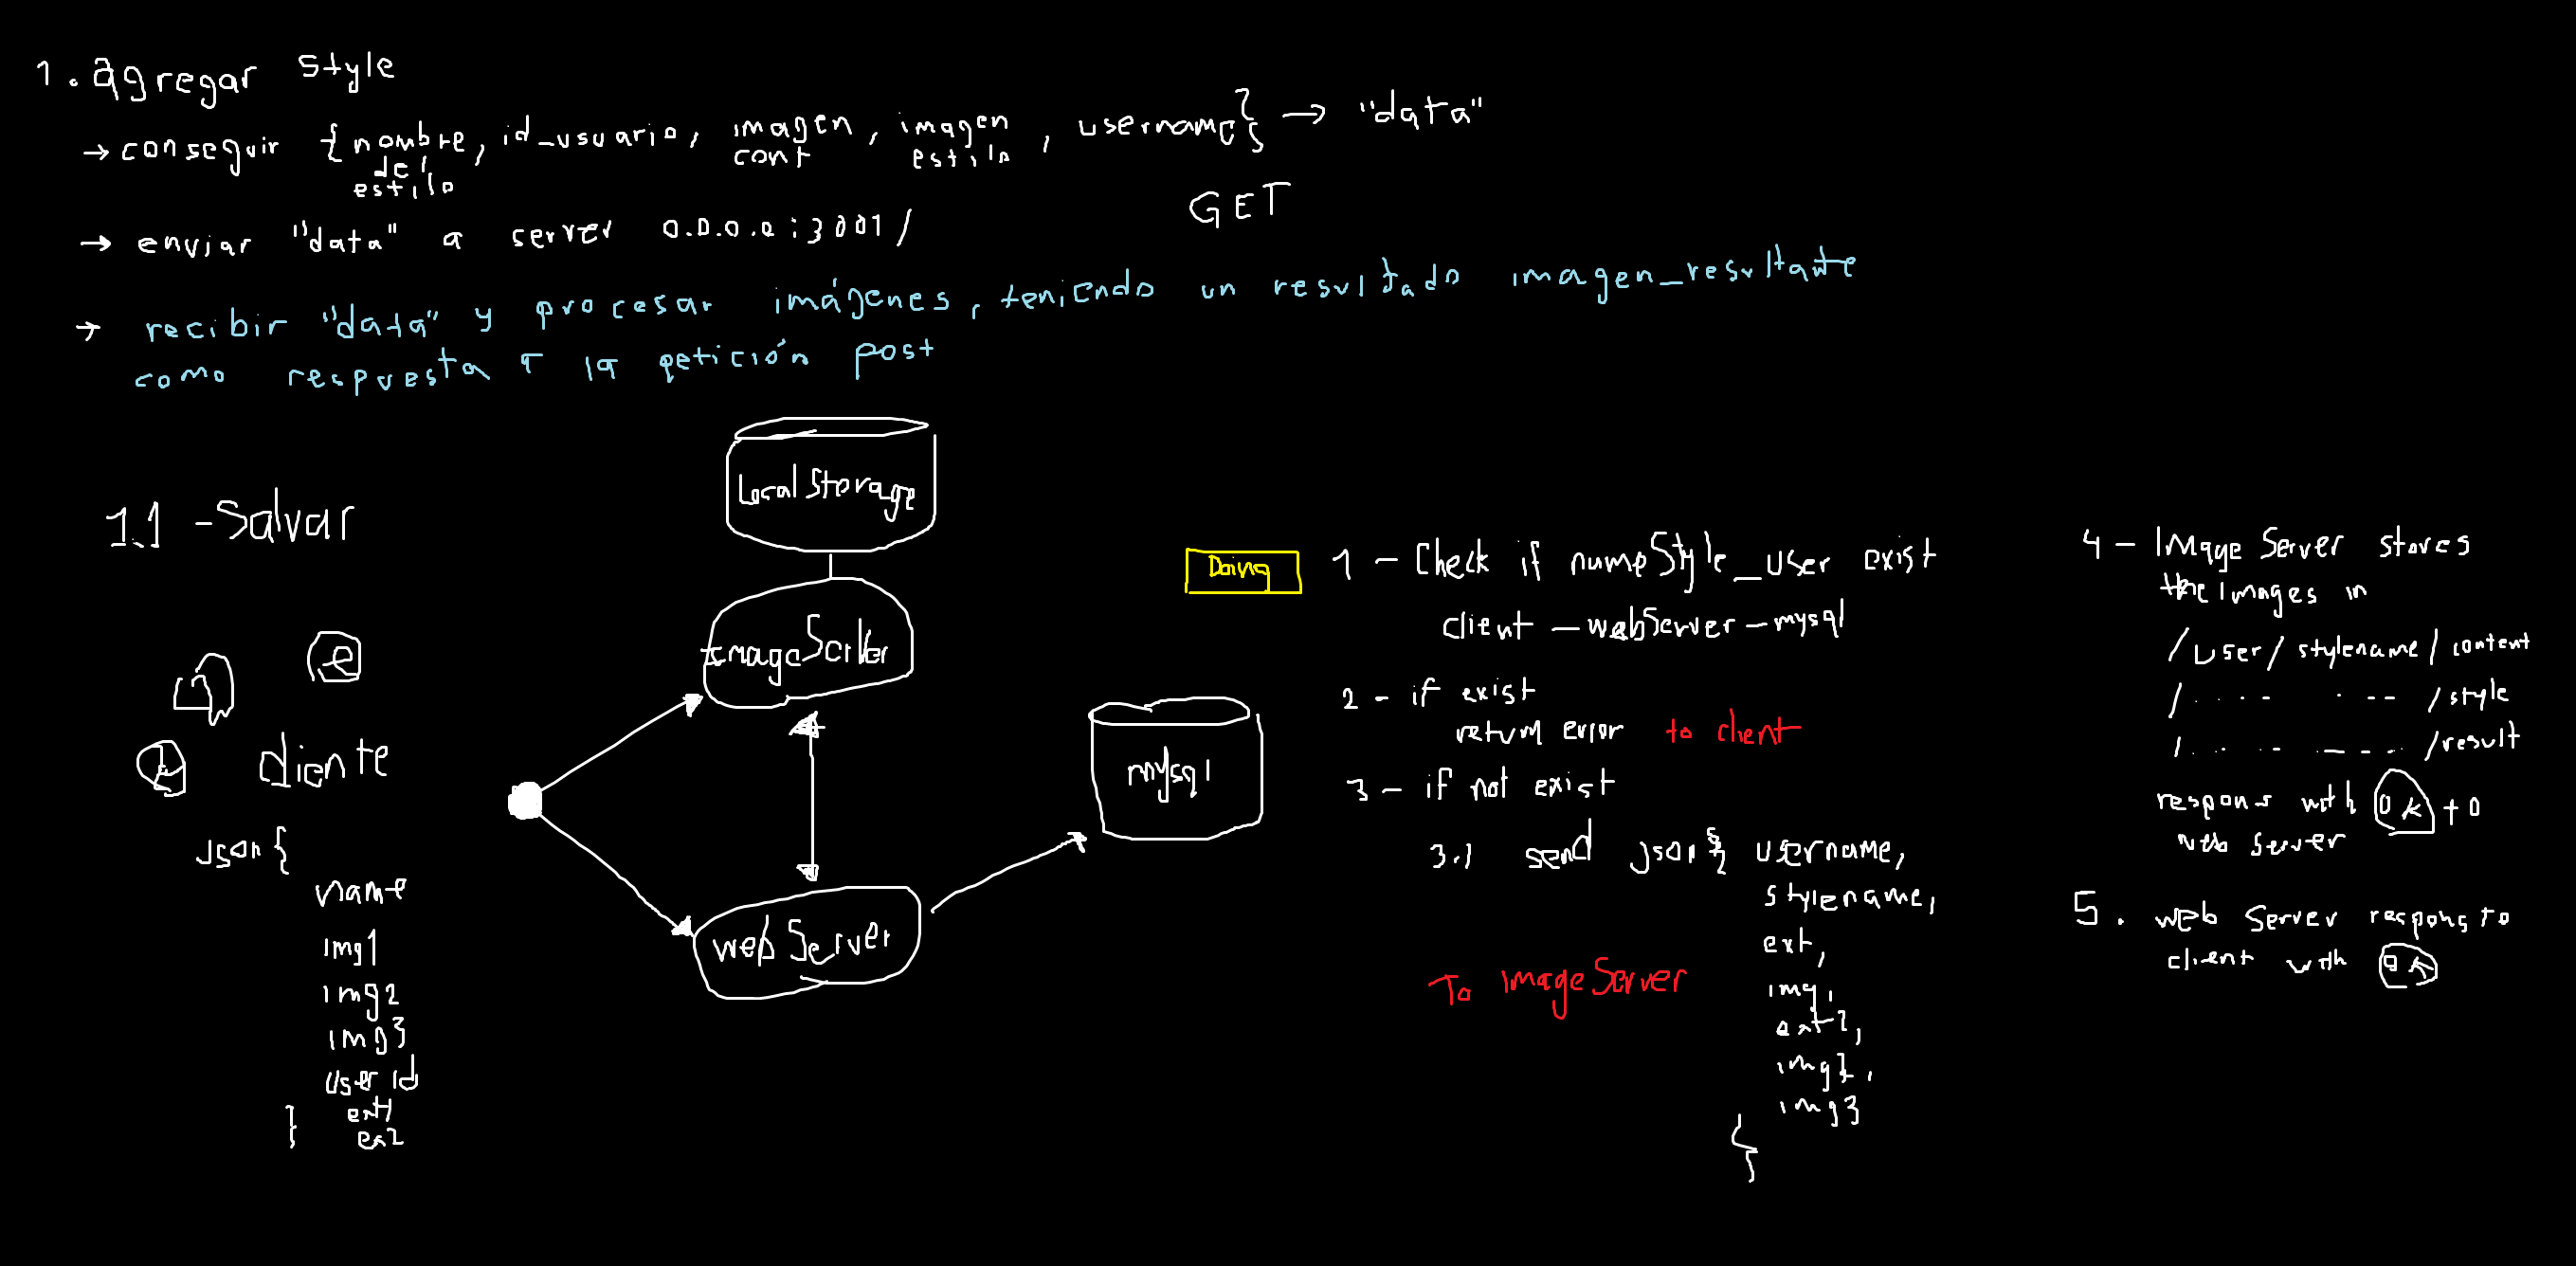 1. agregar style
→ conseguir {nombre del estilo, id_usuario, imagen cont, imagen estilo, username} → "data"
GET
→ enviar "data" a server 0.0.0.0:3001/
→ recibir "data" y procesar imágenes, teniendo un resultado imagen_resultante
como respuesta a la petición post
1.1 - Salvar
Local Storage
image Server
web Server
mysql
e
cliente
json {
name
img1
img2
img3
user id
ext1
ex2
}
Doing
1 - Check if nameStyle_user exist
client - webServer - mysql
2 - if exist
return error to client
3 - if not exist
3.1 send json { username,
stylename,
ext,
img,
ext2,
img2,
img3
}
To imageServer
4 - Image Server stores
the images in
/user/stylename/content
/..-- .-- /style
/..-- ---.. /result
respons with ok to
web server
5. web Server respons to
client with ok